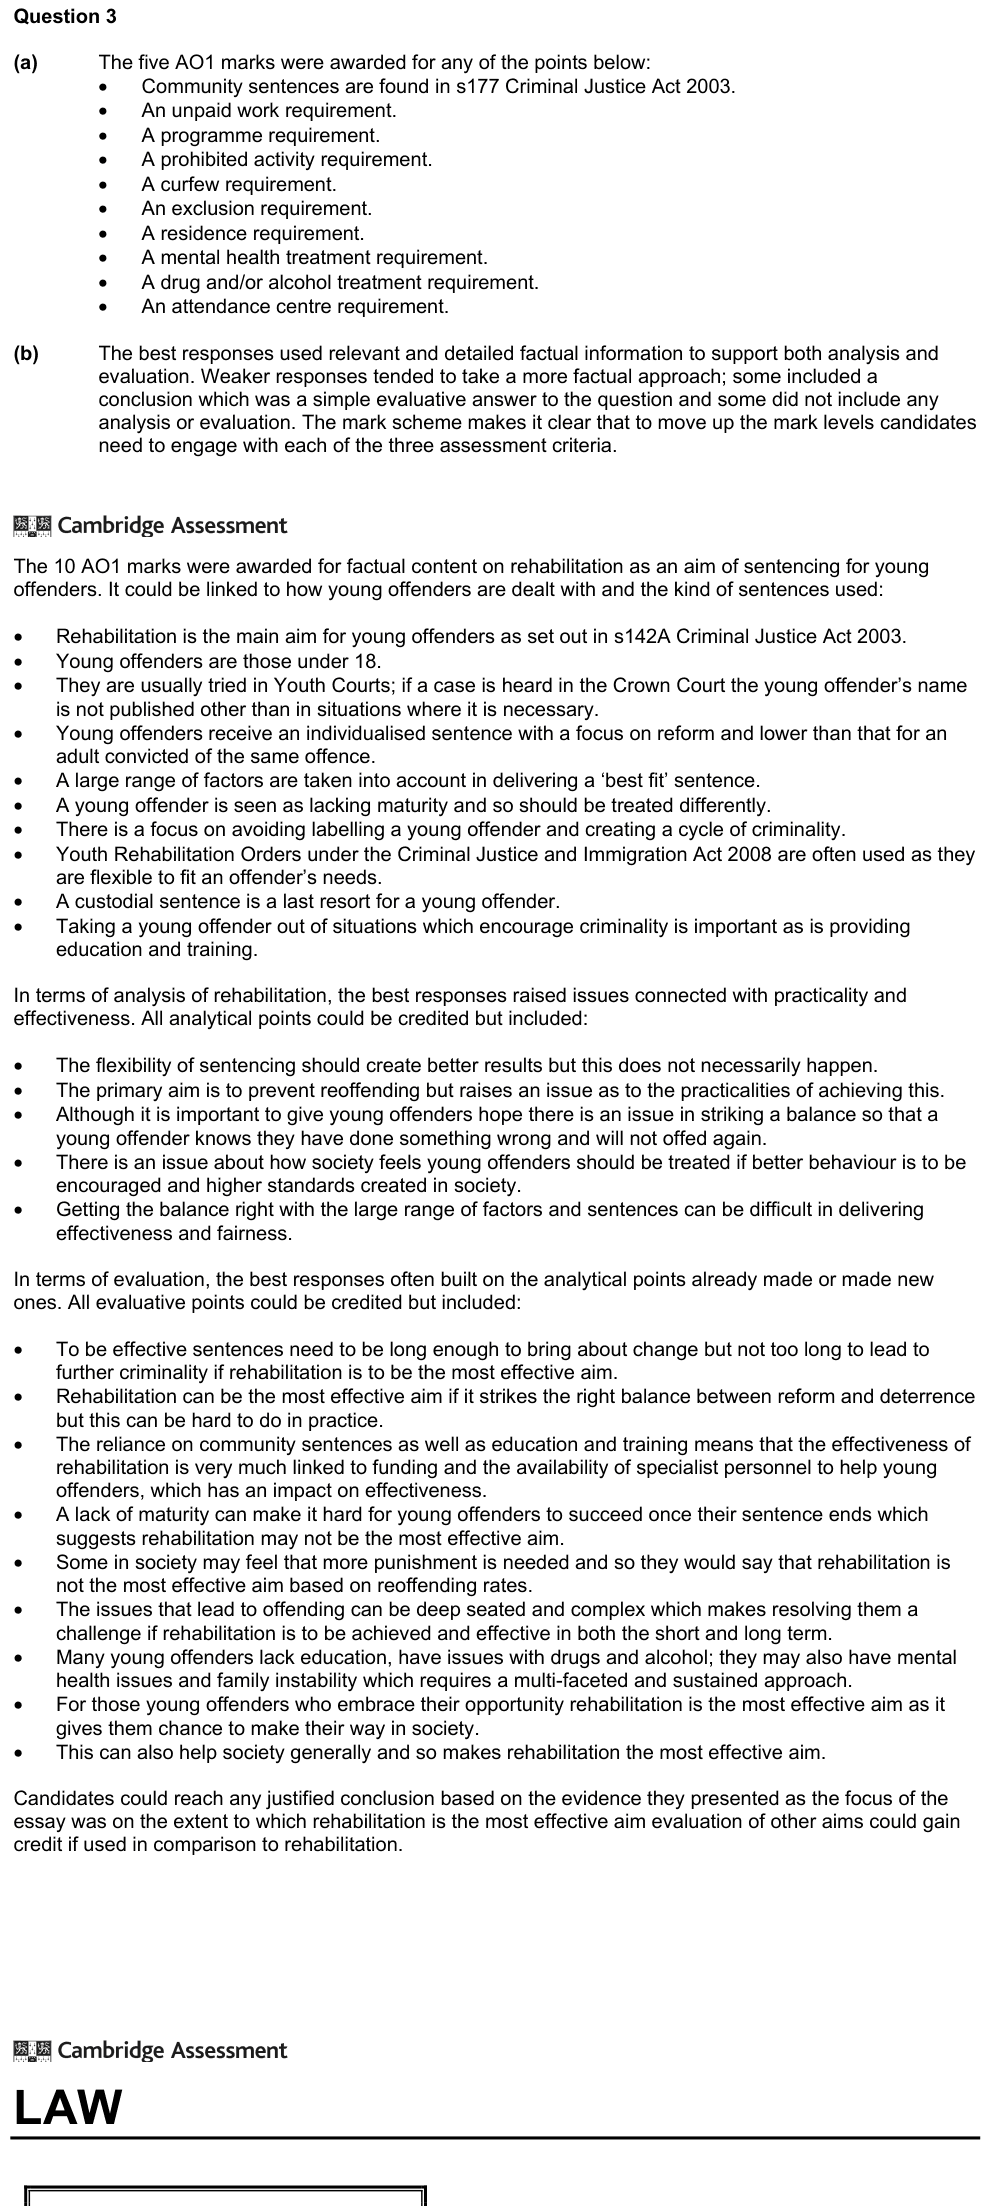 Question 3
(a) The five AO1 marks were awarded for any of the points below:
• Community sentences are found in s177 Criminal Justice Act 2003.
• An unpaid work requirement.
• A programme requirement.
• A prohibited activity requirement.
• A curfew requirement.
• An exclusion requirement.
• A residence requirement.
• A mental health treatment requirement.
• A drug and/or alcohol treatment requirement.
• An attendance centre requirement.
(b) The best responses used relevant and detailed factual information to support both analysis and
evaluation. Weaker responses tended to take a more factual approach; some included a
conclusion which was a simple evaluative answer to the question and some did not include any
analysis or evaluation. The mark scheme makes it clear that to move up the mark levels candidates
need to engage with each of the three assessment criteria.
Cambridge Assessment
The 10 AO1 marks were awarded for factual content on rehabilitation as an aim of sentencing for young
offenders. It could be linked to how young offenders are dealt with and the kind of sentences used:
• Rehabilitation is the main aim for young offenders as set out in s142A Criminal Justice Act 2003.
• Young offenders are those under 18.
• They are usually tried in Youth Courts; if a case is heard in the Crown Court the young offender’s name
is not published other than in situations where it is necessary.
• Young offenders receive an individualised sentence with a focus on reform and lower than that for an
adult convicted of the same offence.
• A large range of factors are taken into account in delivering a ‘best fit’ sentence.
• A young offender is seen as lacking maturity and so should be treated differently.
• There is a focus on avoiding labelling a young offender and creating a cycle of criminality.
• Youth Rehabilitation Orders under the Criminal Justice and Immigration Act 2008 are often used as they
are flexible to fit an offender’s needs.
• A custodial sentence is a last resort for a young offender.
• Taking a young offender out of situations which encourage criminality is important as is providing
education and training.
In terms of analysis of rehabilitation, the best responses raised issues connected with practicality and
effectiveness. All analytical points could be credited but included:
• The flexibility of sentencing should create better results but this does not necessarily happen.
• The primary aim is to prevent reoffending but raises an issue as to the practicalities of achieving this.
• Although it is important to give young offenders hope there is an issue in striking a balance so that a
young offender knows they have done something wrong and will not offed again.
• There is an issue about how society feels young offenders should be treated if better behaviour is to be
encouraged and higher standards created in society.
• Getting the balance right with the large range of factors and sentences can be difficult in delivering
effectiveness and fairness.
In terms of evaluation, the best responses often built on the analytical points already made or made new
ones. All evaluative points could be credited but included:
• To be effective sentences need to be long enough to bring about change but not too long to lead to
further criminality if rehabilitation is to be the most effective aim.
• Rehabilitation can be the most effective aim if it strikes the right balance between reform and deterrence
but this can be hard to do in practice.
• The reliance on community sentences as well as education and training means that the effectiveness of
rehabilitation is very much linked to funding and the availability of specialist personnel to help young
offenders, which has an impact on effectiveness.
• A lack of maturity can make it hard for young offenders to succeed once their sentence ends which
suggests rehabilitation may not be the most effective aim.
• Some in society may feel that more punishment is needed and so they would say that rehabilitation is
not the most effective aim based on reoffending rates.
• The issues that lead to offending can be deep seated and complex which makes resolving them a
challenge if rehabilitation is to be achieved and effective in both the short and long term.
• Many young offenders lack education, have issues with drugs and alcohol; they may also have mental
health issues and family instability which requires a multi-faceted and sustained approach.
• For those young offenders who embrace their opportunity rehabilitation is the most effective aim as it
gives them chance to make their way in society.
• This can also help society generally and so makes rehabilitation the most effective aim.
Candidates could reach any justified conclusion based on the evidence they presented as the focus of the
essay was on the extent to which rehabilitation is the most effective aim evaluation of other aims could gain
credit if used in comparison to rehabilitation.
Cambridge Assessment
LAW